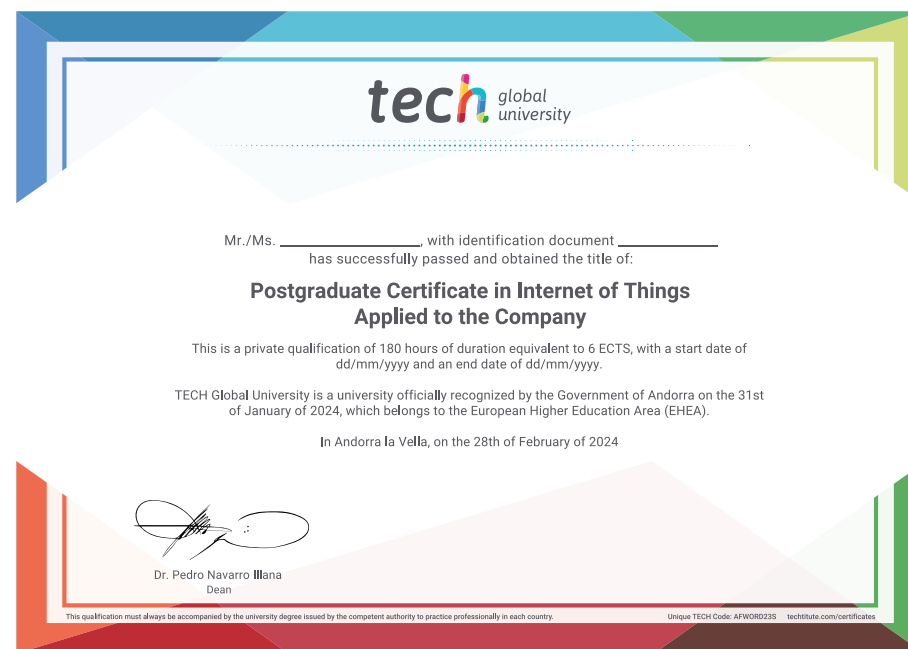 tech global university
Mr./Ms. ____________, with identification document ____________
has successfully passed and obtained the title of:
Postgraduate Certificate in Internet of Things
Applied to the Company
This is a private qualification of 180 hours of duration equivalent to 6 ECTS, with a start date of
dd/mm/yyyy and an end date of dd/mm/yyyy.
TECH Global University is a university officially recognized by the Government of Andorra on the 31st
of January of 2024, which belongs to the European Higher Education Area (EHEA).
In Andorra la Vella, on the 28th of February of 2024
Dr. Pedro Navarro Illana
Dean
This qualification must always be accompanied by the university degree issued by the competent authority to practice professionally in each country.
Unique TECH Code: AFWORD23S techtitute.com/certificates